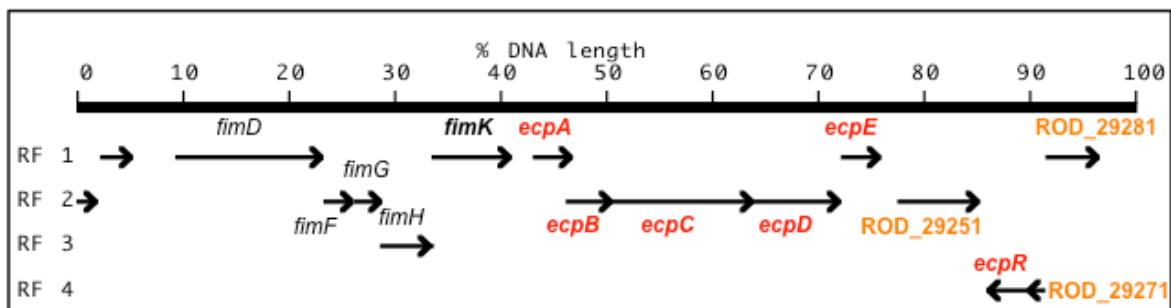 % DNA length
0 10 20 30 40 50 60 70 80 90 100
fimD fimK ecpA ecpE ROD_29281
RF 1
fimG
RF 2
fimF fimH ecpB ecpC ecpD ROD_29251
RF 3
ecpR
RF 4 ROD_29271